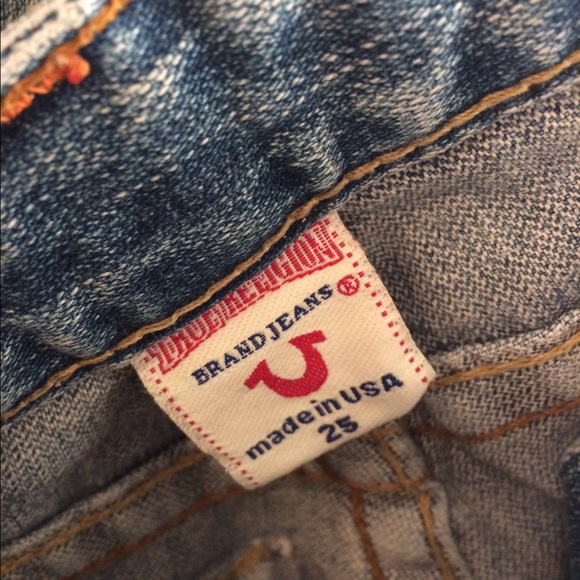 TRUE RELIGION
BRAND JEANS ®
made in USA
25